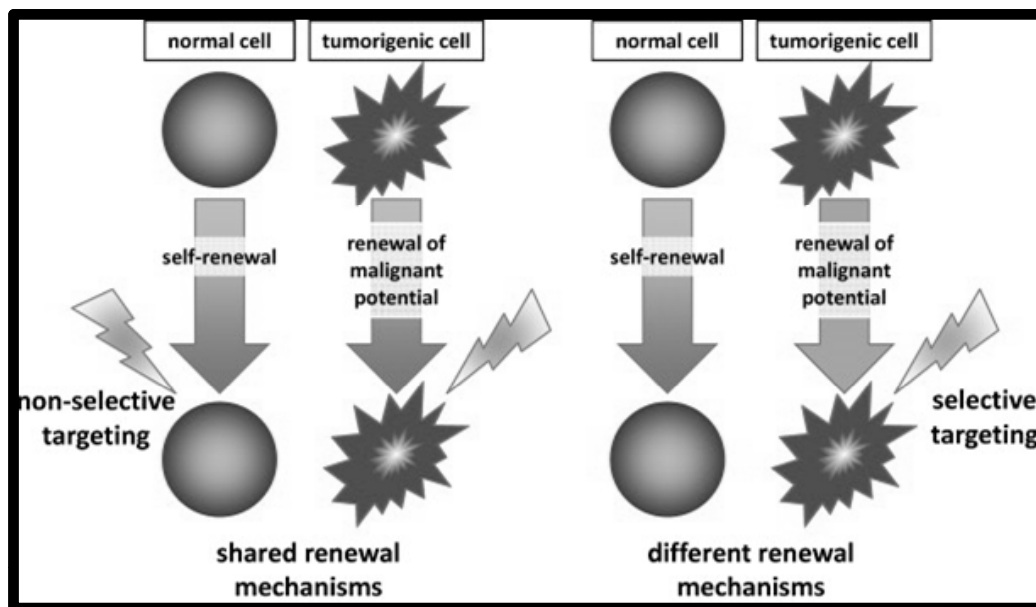 normal cell
tumorigenic cell
normal cell
tumorigenic cell
self-renewal
renewal of
malignant
potential
self-renewal
renewal of
malignant
potential
non-selective
targeting
selective
targeting
shared renewal
mechanisms
different renewal
mechanisms